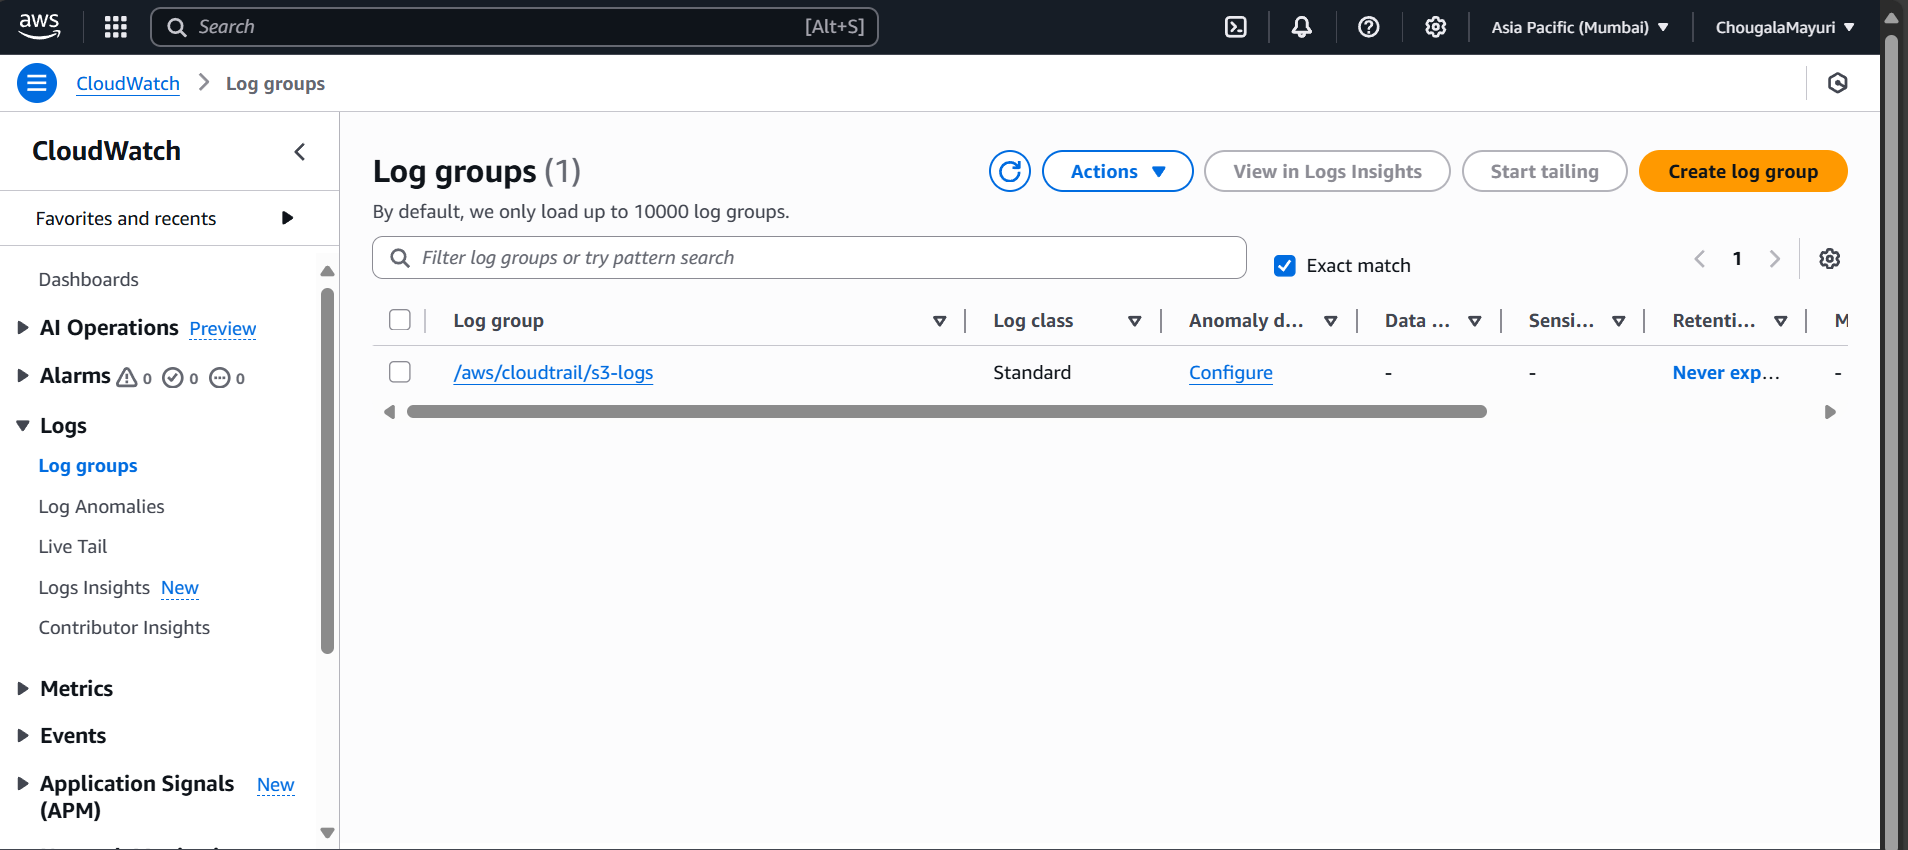 aws
Search [Alt+S]
Asia Pacific (Mumbai)
ChougalaMayuri
CloudWatch > Log groups
CloudWatch
Favorites and recents
Dashboards
AI Operations Preview
Alarms 0 0 0
Logs
Log groups
Log Anomalies
Live Tail
Logs Insights New
Contributor Insights
Metrics
Events
Application Signals New
(APM)
Log groups (1)
Actions
View in Logs Insights
Start tailing
Create log group
By default, we only load up to 10000 log groups.
Filter log groups or try pattern search
Exact match
1
Log group Log class Anomaly d... Data ... Sensi... Retenti... M
/aws/cloudtrail/s3-logs Standard Configure - - Never exp... -